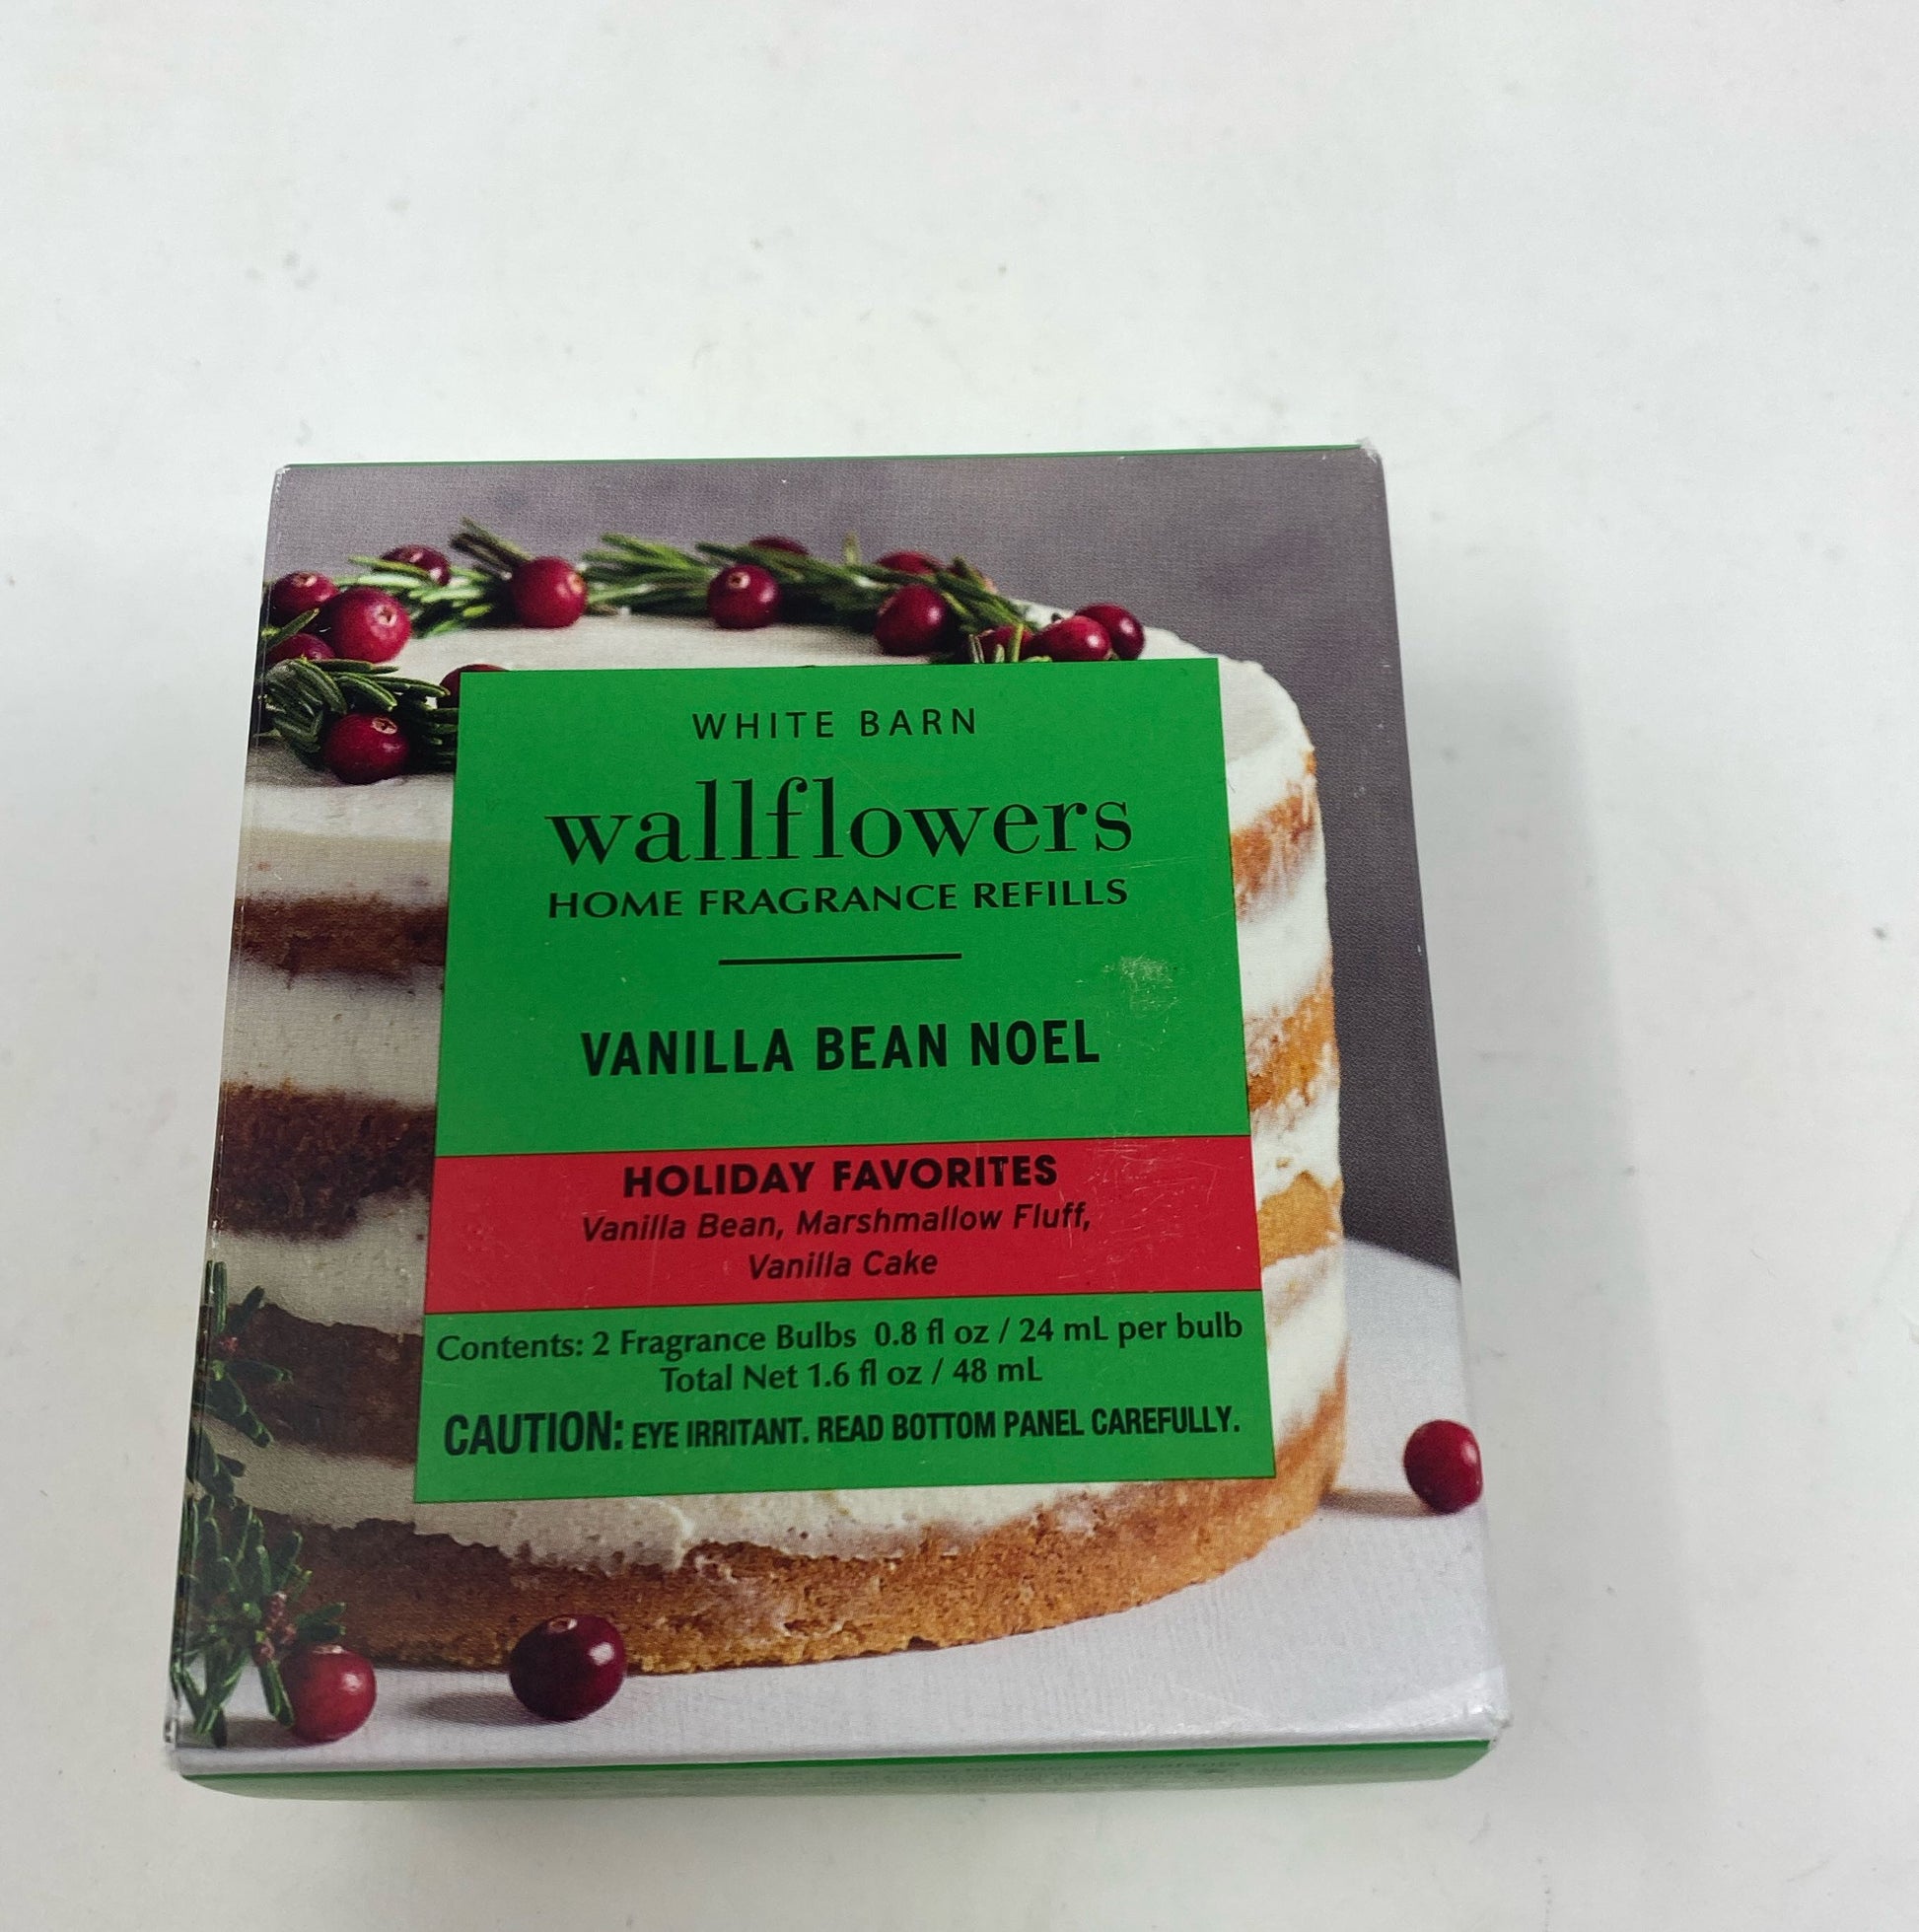 WHITE BARN
wallflowers
HOME FRAGRANCE REFILLS
VANILLA BEAN NOEL
HOLIDAY FAVORITES
Vanilla Bean, Marshmallow Fluff,
Vanilla Cake
Contents: 2 Fragrance Bulbs 0.8 fl oz / 24 mL per bulb
Total Net 1.6 fl oz / 48 mL
CAUTION: EYE IRRITANT. READ BOTTOM PANEL CAREFULLY.